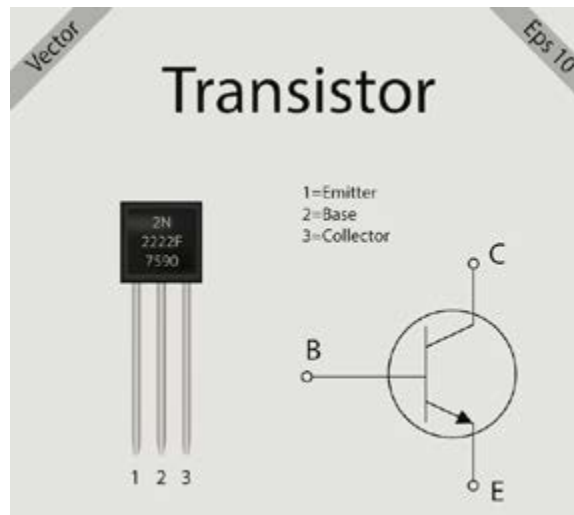 Vector
Eps 10
Transistor
1=Emitter
2=Base
3=Collector
2N
2222F
7590
C
B
E
1 2 3